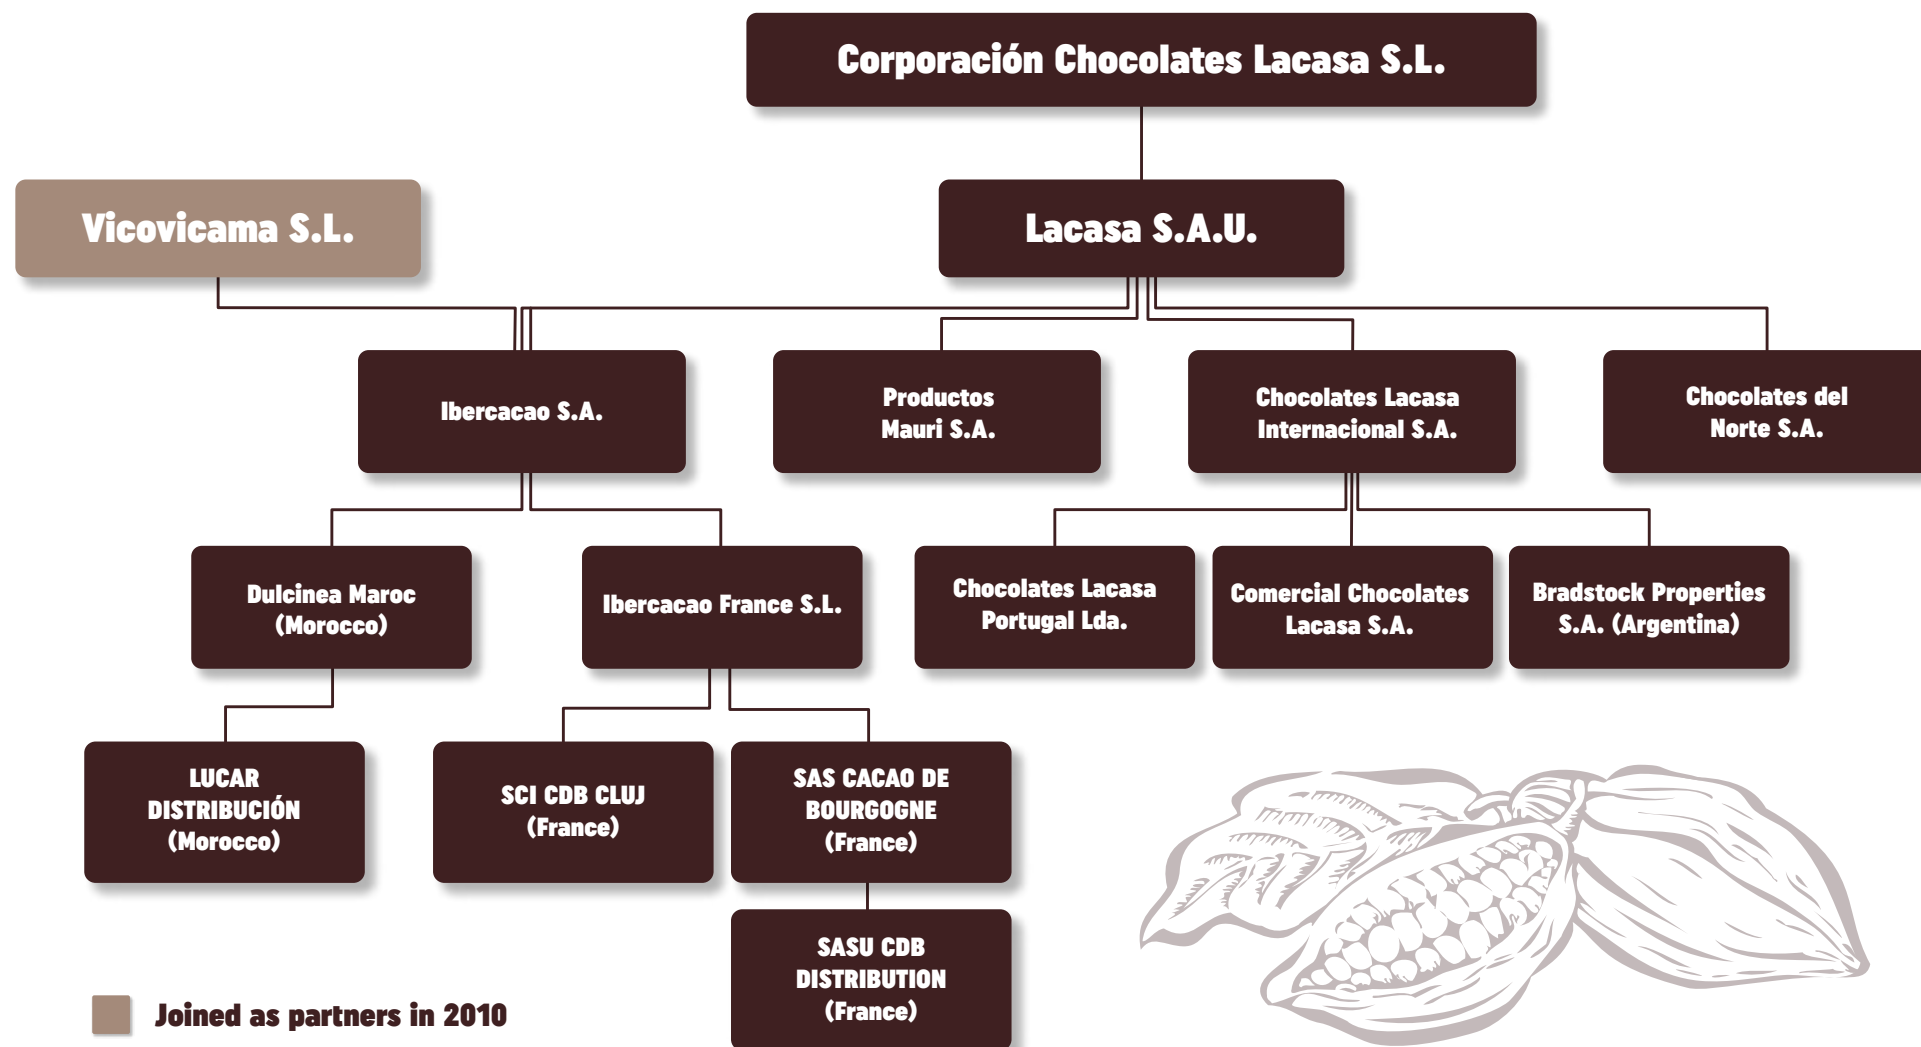 Corporación Chocolates Lacasa S.L.
Vicovicama S.L.
Lacasa S.A.U.
Ibercacao S.A.
Productos
Mauri S.A.
Chocolates Lacasa
Internacional S.A.
Chocolates del
Norte S.A.
Dulcinea Maroc
(Morocco)
Ibercacao France S.L.
Chocolates Lacasa
Portugal Lda.
Comercial Chocolates
Lacasa S.A.
Bradstock Properties
S.A. (Argentina)
LUCAR
DISTRIBUCIÓN
(Morocco)
SCI CDB CLUJ
(France)
SAS CACAO DE
BOURGOGNE
(France)
SASU CDB
DISTRIBUTION
(France)
Joined as partners in 2010